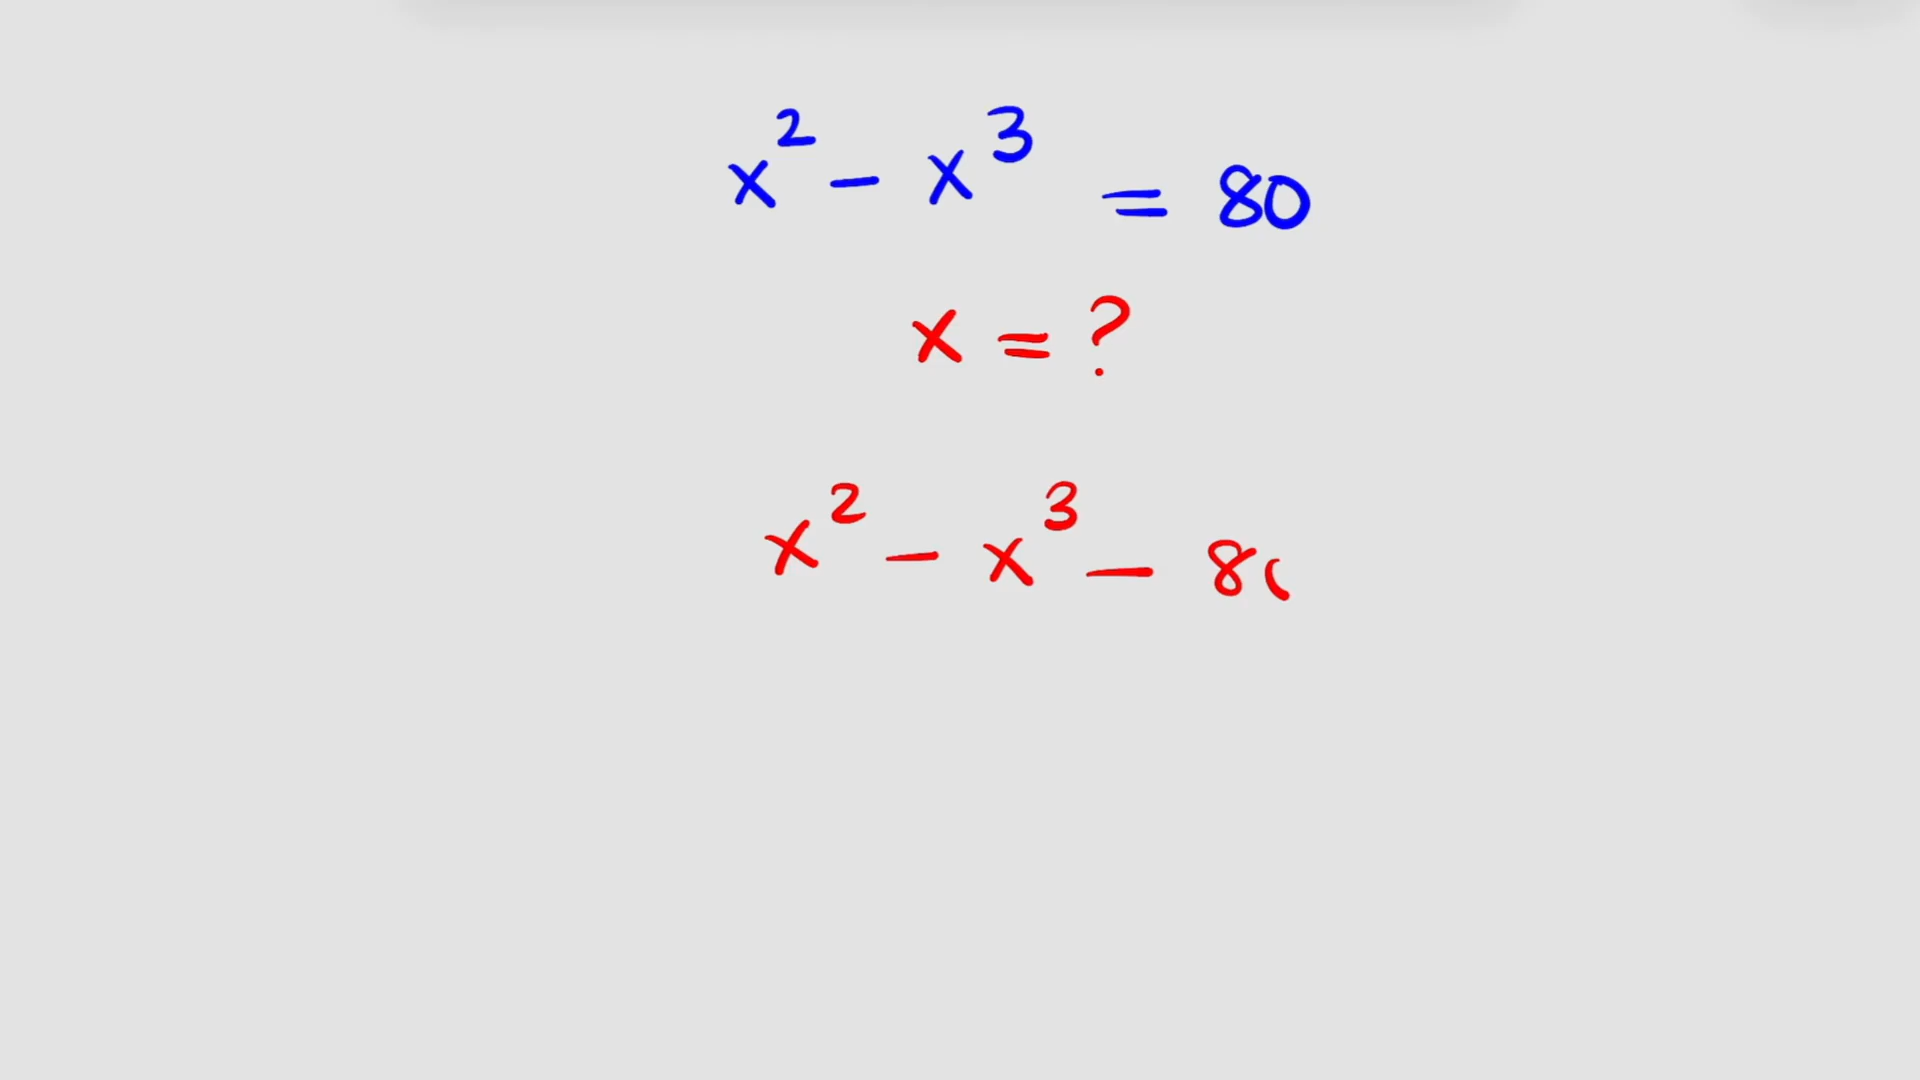 x² - x³ = 80
x = ?
x² - x³ - 8